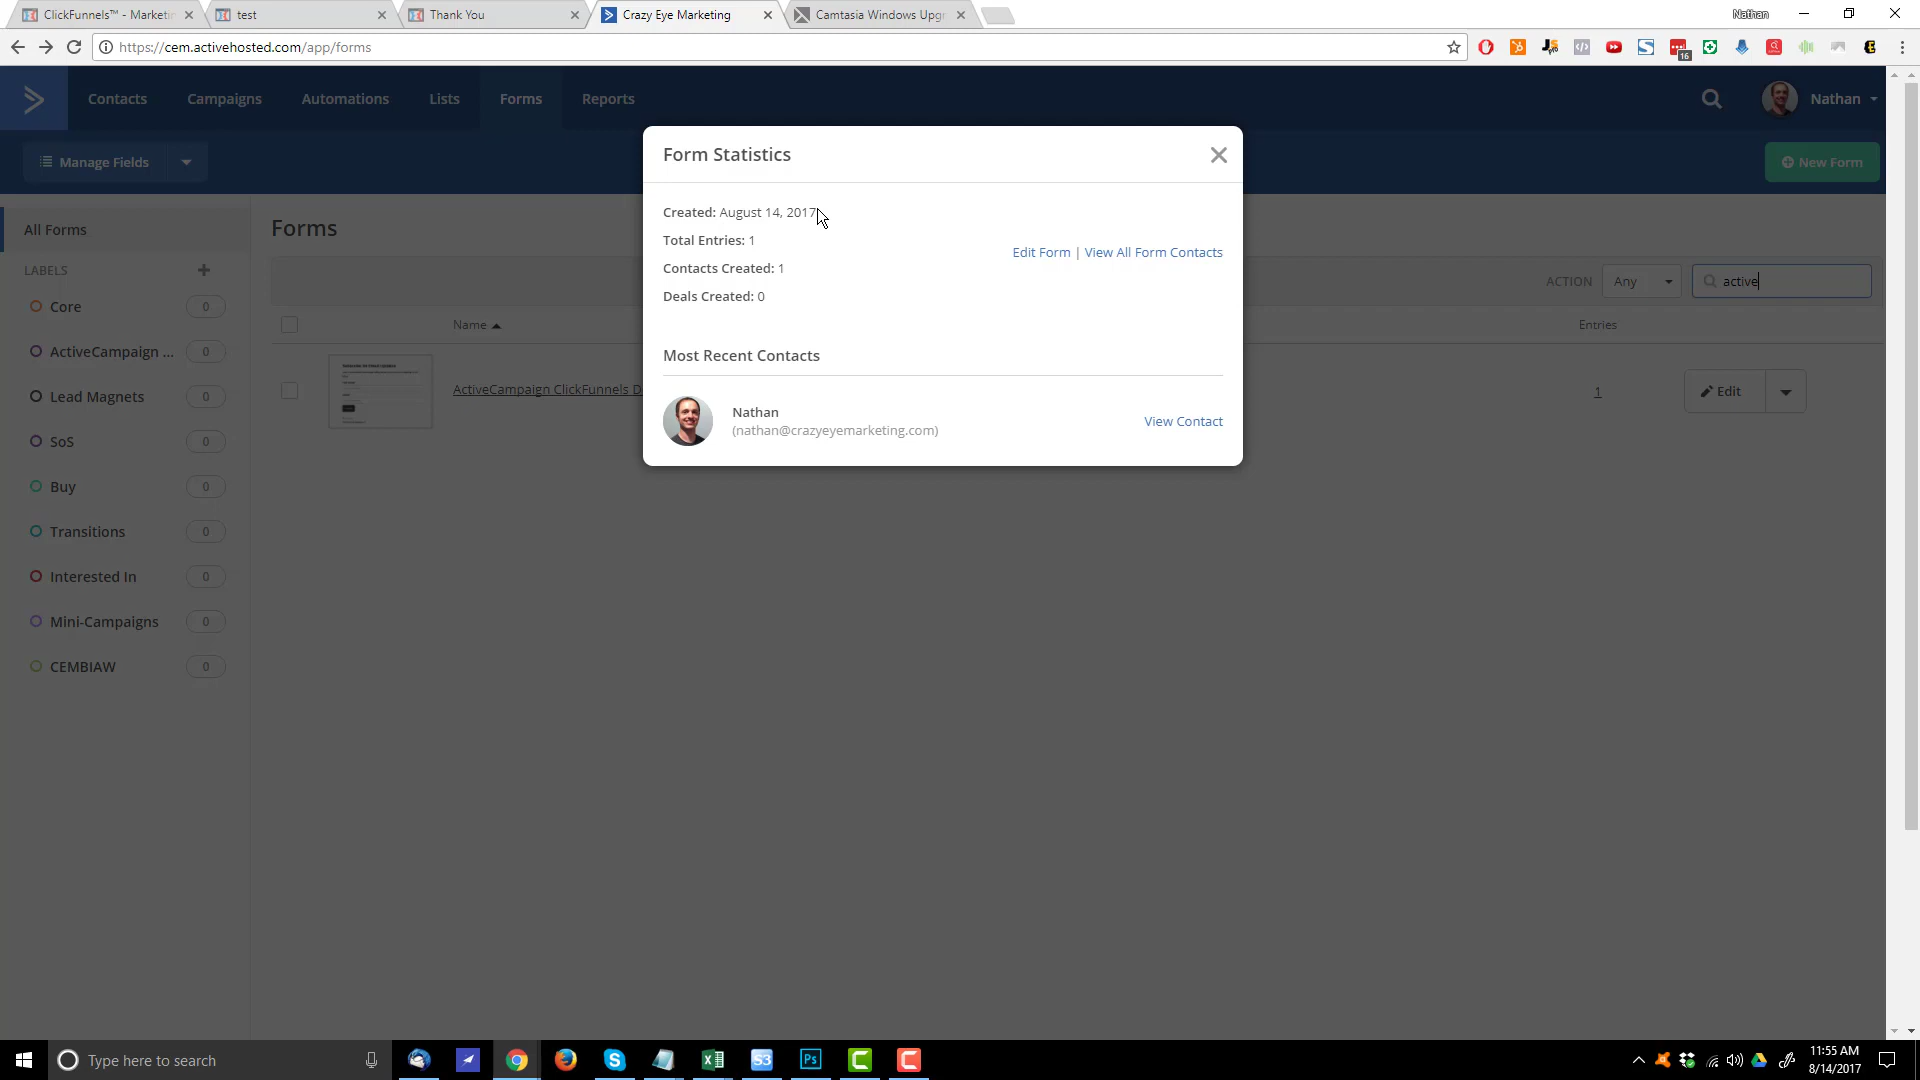 ClickFunnels™ - Marketin
test
Thank You
Crazy Eye Marketing
Camtasia Windows Upgr
Nathan
https://cem.activehosted.com/app/forms
16
Contacts
Campaigns
Automations
Lists
Forms
Reports
Nathan
Manage Fields
New Form
Form Statistics
Created: August 14, 2017
Total Entries: 1
Contacts Created: 1
Deals Created: 0
Edit Form | View All Form Contacts
Most Recent Contacts
Nathan
(nathan@crazyeyemarketing.com)
View Contact
All Forms
LABELS
Core 0
ActiveCampaign ... 0
Lead Magnets 0
SoS 0
Buy 0
Transitions 0
Interested In 0
Mini-Campaigns 0
CEMBIAW 0
Forms
ACTION
Any
active
Name
Entries
ActiveCampaign ClickFunnels D
1
Edit
Type here to search
S3
Ps
11:55 AM
8/14/2017